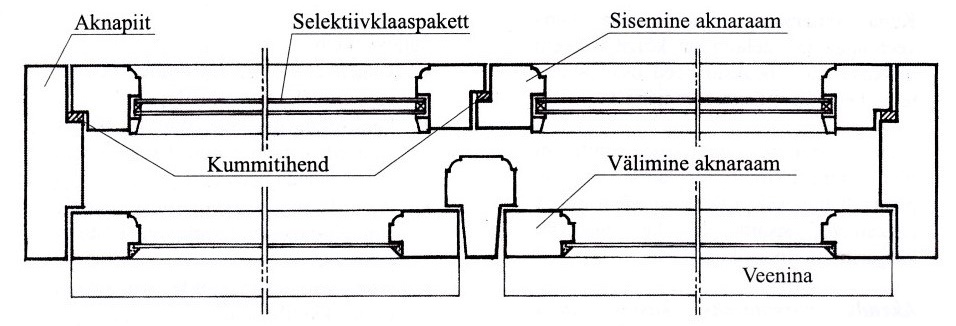 Aknapiit
Selektiivklaaspakett
Sisemine aknaraam
Kummitihend
Välimine aknaraam
Veenina